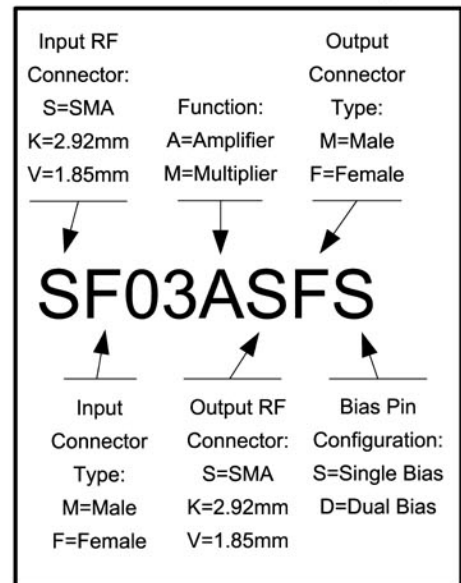 Input RF
Connector:
S=SMA
K=2.92mm
V=1.85mm
Function:
A=Amplifier
M=Multiplier
Output
Connector
Type:
M=Male
F=Female
SF03ASFS
Input
Connector
Type:
M=Male
F=Female
Output RF
Connector:
S=SMA
K=2.92mm
V=1.85mm
Bias Pin
Configuration:
S=Single Bias
D=Dual Bias